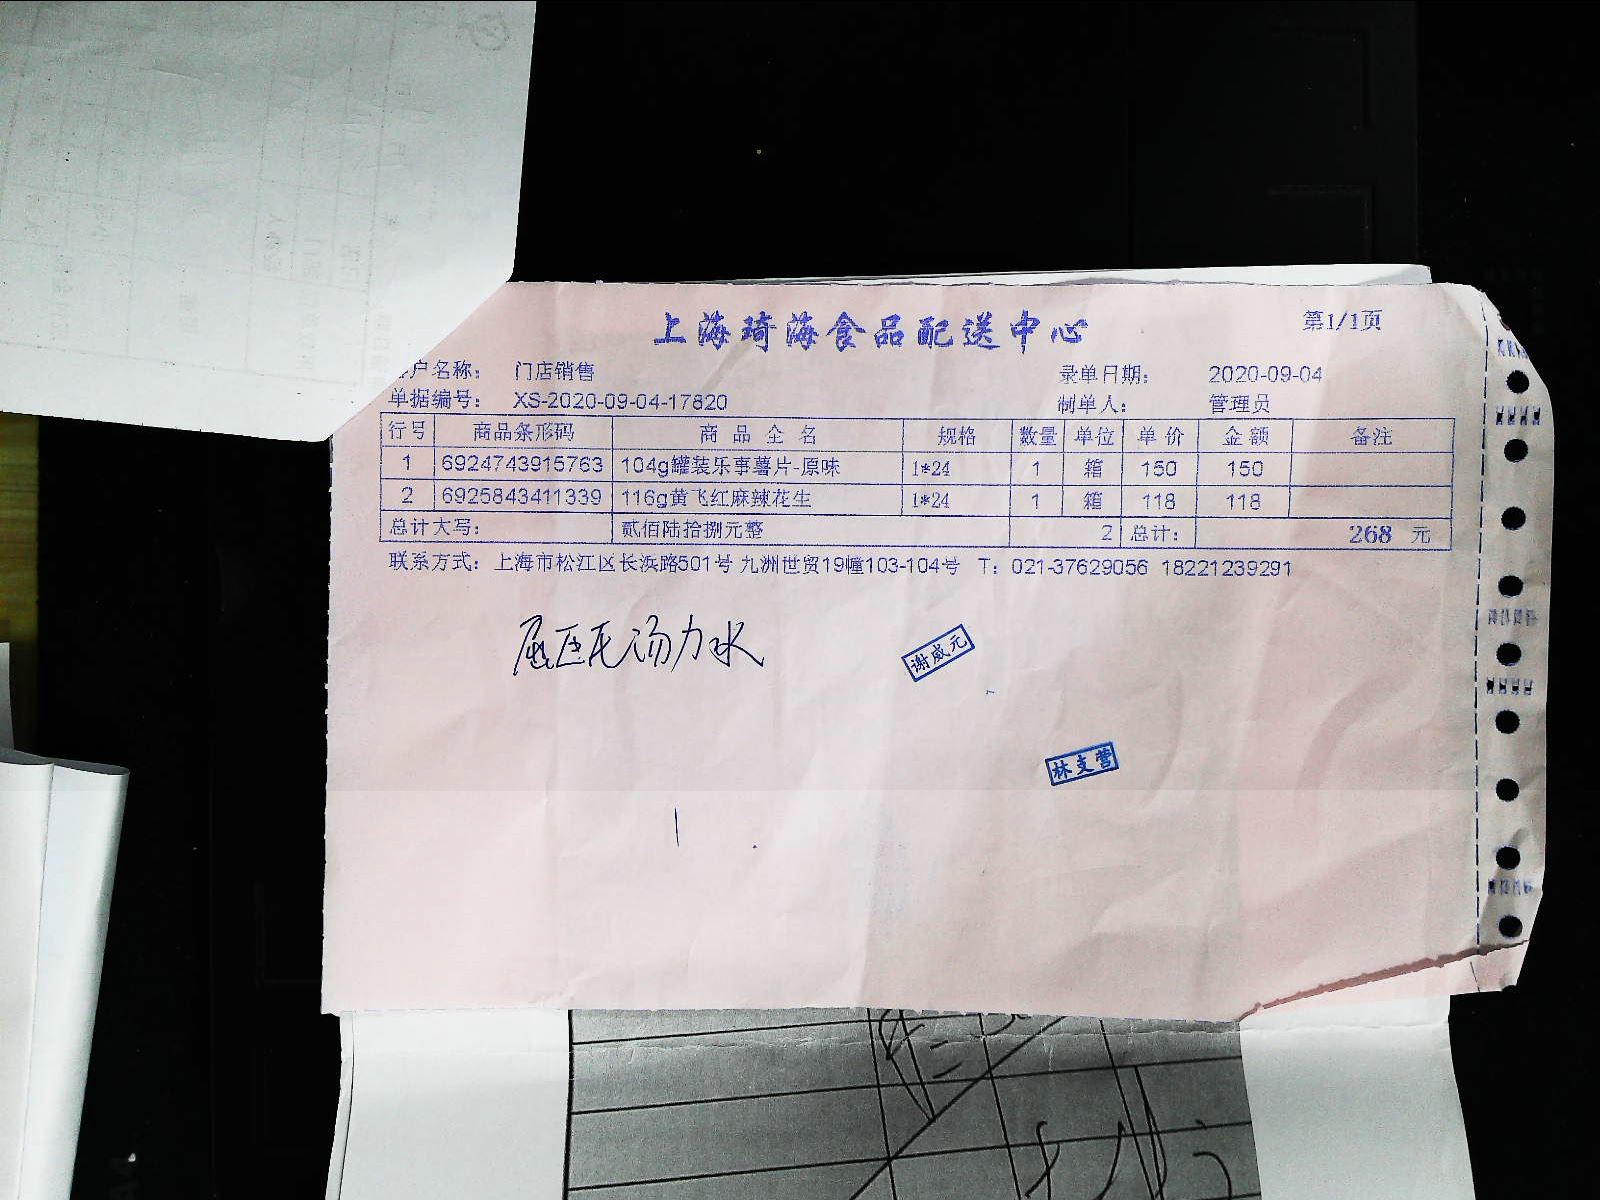 上海琦海食品配送中心
第1/1页
户名称： 门店销售 录单日期： 2020-09-04
单据编号： XS-2020-09-04-17820 制单人： 管理员
行号 商品条形码 商 品 全 名 规格 数量 单位 单 价 金 额 备注
1 6924743915763 104g罐装乐事薯片-原味 1*24 1 箱 150 150
2 6925843411339 116g黄飞红麻辣花生 1*24 1 箱 118 118
总计大写： 贰佰陆拾捌元整 2 总计： 268 元
联系方式： 上海市松江区长浜路501号 九洲世贸19幢103-104号 T： 021-37629056 18221239291
汤力水
谢威元
林支营